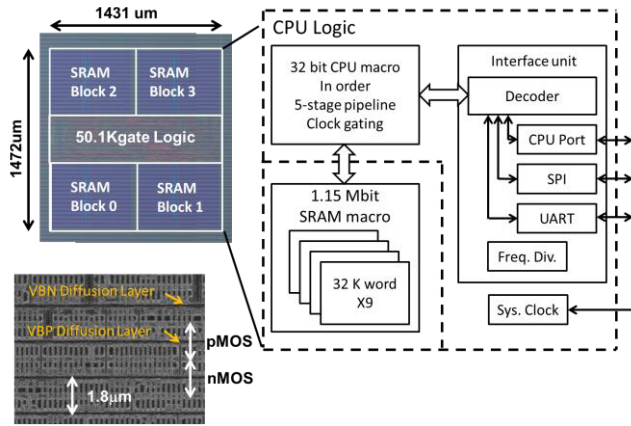 1431 um
1472um
SRAM
Block 2
SRAM
Block 3
50.1Kgate Logic
SRAM
Block 0
SRAM
Block 1
VBN Diffusion Layer
VBP Diffusion Layer
pMOS
nMOS
1.8μm
CPU Logic
32 bit CPU macro
In order
5-stage pipeline
Clock gating
1.15 Mbit
SRAM macro
32 K word
X9
Interface unit
Decoder
CPU Port
SPI
UART
Freq. Div.
Sys. Clock